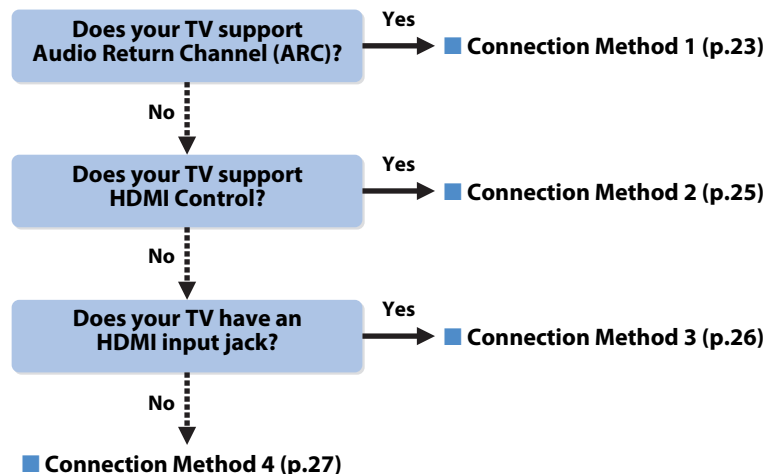 Does your TV support
Audio Return Channel (ARC)?
Yes
Connection Method 1 (p.23)
No
Does your TV support
HDMI Control?
Yes
Connection Method 2 (p.25)
No
Does your TV have an
HDMI input jack?
Yes
Connection Method 3 (p.26)
No
Connection Method 4 (p.27)